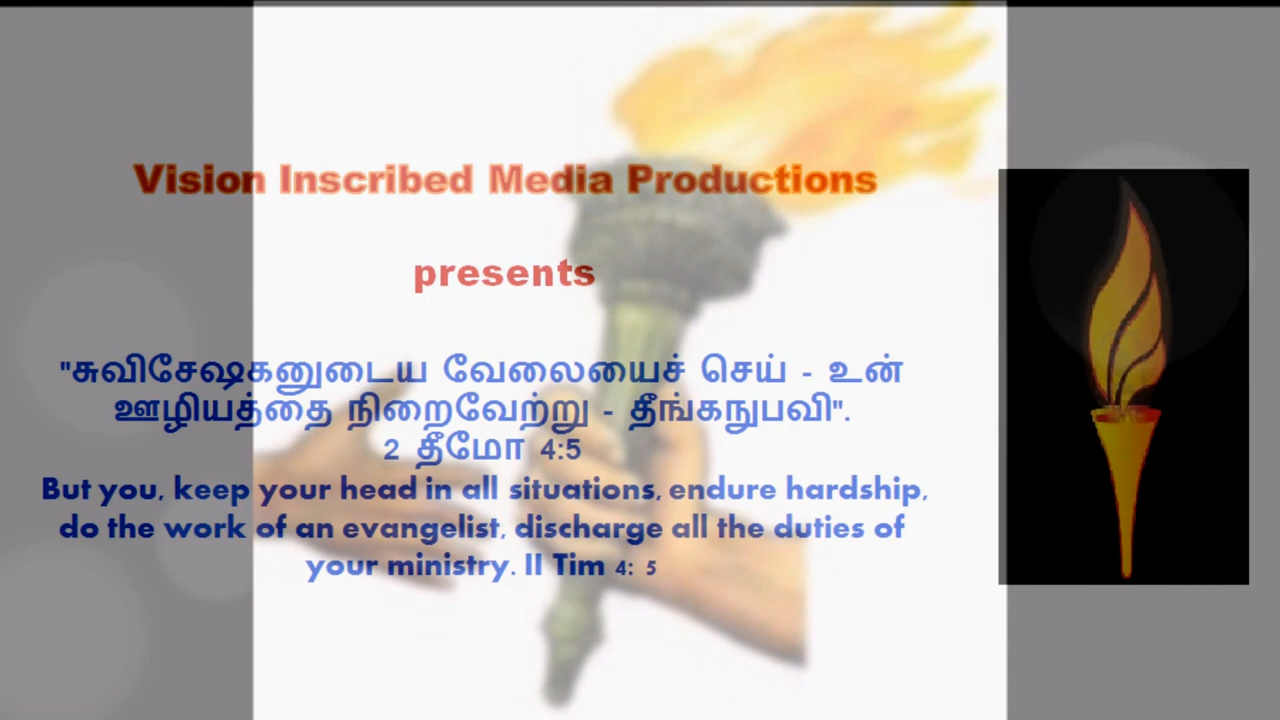 Vision Inscribed Media Productions
presents
"சுவிசேஷகனுடைய வேலையைச் செய் - உன்
ஊழியத்தை நிறைவேற்று - தீங்கநுபவி".
2 தீமோ 4:5
But you, keep your head in all situations, endure hardship,
do the work of an evangelist, discharge all the duties of
your ministry. II Tim 4: 5